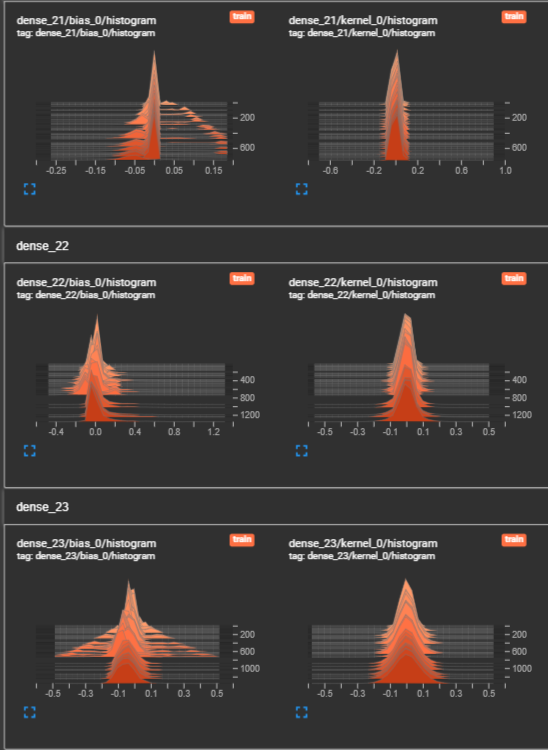 dense_21/bias_0/histogram
tag: dense_21/bias_0/histogram
train
200
600
-0.25 -0.15 -0.05 0.05 0.15
dense_21/kernel_0/histogram
tag: dense_21/kernel_0/histogram
train
200
600
-0.6 -0.2 0.2 0.6 1.0
dense_22
dense_22/bias_0/histogram
tag: dense_22/bias_0/histogram
train
400
800
1200
-0.4 0.0 0.4 0.8 1.2
dense_22/kernel_0/histogram
tag: dense_22/kernel_0/histogram
train
400
800
1200
-0.5 -0.3 -0.1 0.1 0.3 0.5
dense_23
dense_23/bias_0/histogram
tag: dense_23/bias_0/histogram
train
200
600
1000
-0.5 -0.3 -0.1 0.1 0.3 0.5
dense_23/kernel_0/histogram
tag: dense_23/kernel_0/histogram
train
200
600
1000
-0.5 -0.3 -0.1 0.1 0.3 0.5